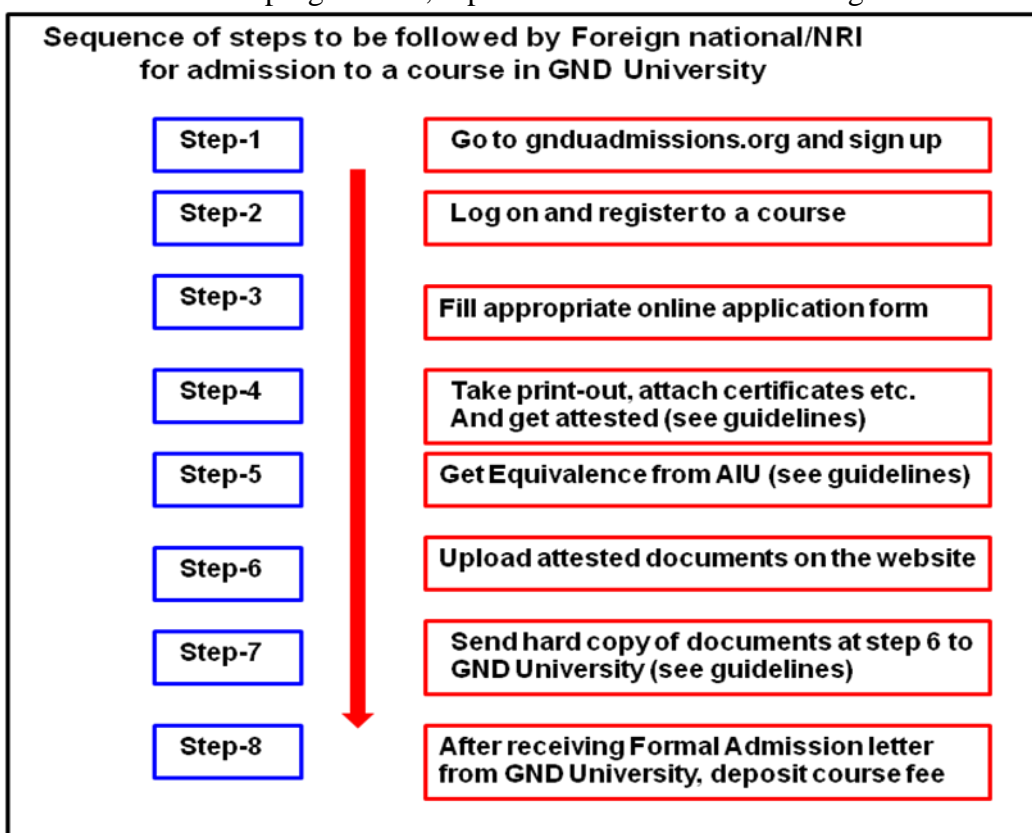 Sequence of steps to be followed by Foreign national/NRI
for admission to a course in GND University
Step-1
Go to gnduadmissions.org and sign up
Step-2
Log on and register to a course
Step-3
Fill appropriate online application form
Step-4
Take print-out, attach certificates etc.
And get attested (see guidelines)
Step-5
Get Equivalence from AIU (see guidelines)
Step-6
Upload attested documents on the website
Step-7
Send hard copy of documents at step 6 to
GND University (see guidelines)
Step-8
After receiving Formal Admission letter
from GND University, deposit course fee